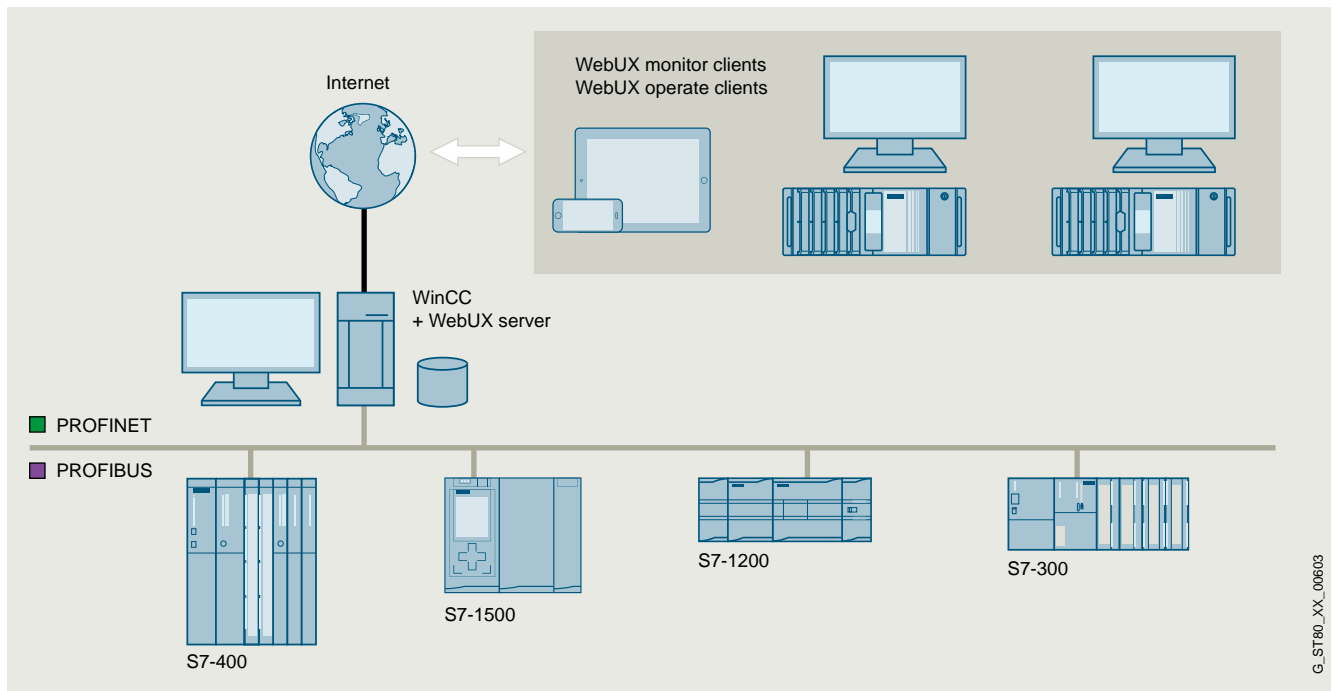 WebUX monitor clients
WebUX operate clients
Internet
WinCC
+ WebUX server
PROFINET
PROFIBUS
S7-400
S7-1500
S7-1200
S7-300
G_ST80_XX_00603